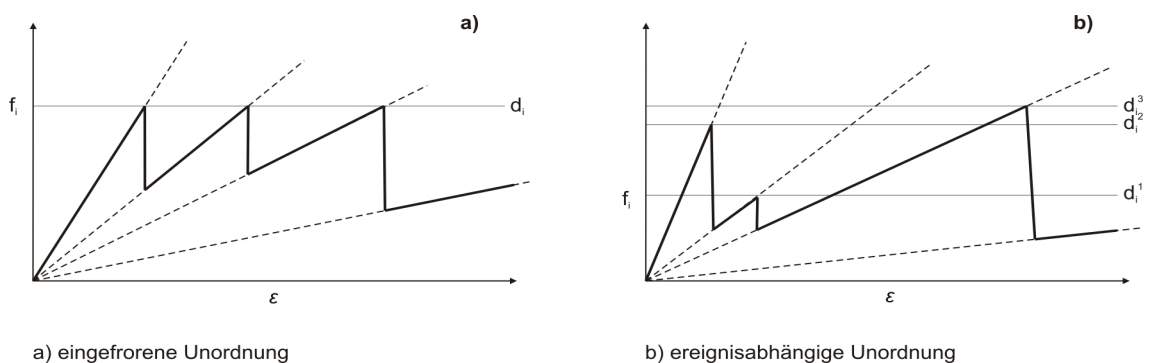 a)
f_i
d_i
ε
a) eingefrorene Unordnung
b)
d_i^3
d_i^2
f_i
d_i^1
ε
b) ereignisabhängige Unordnung